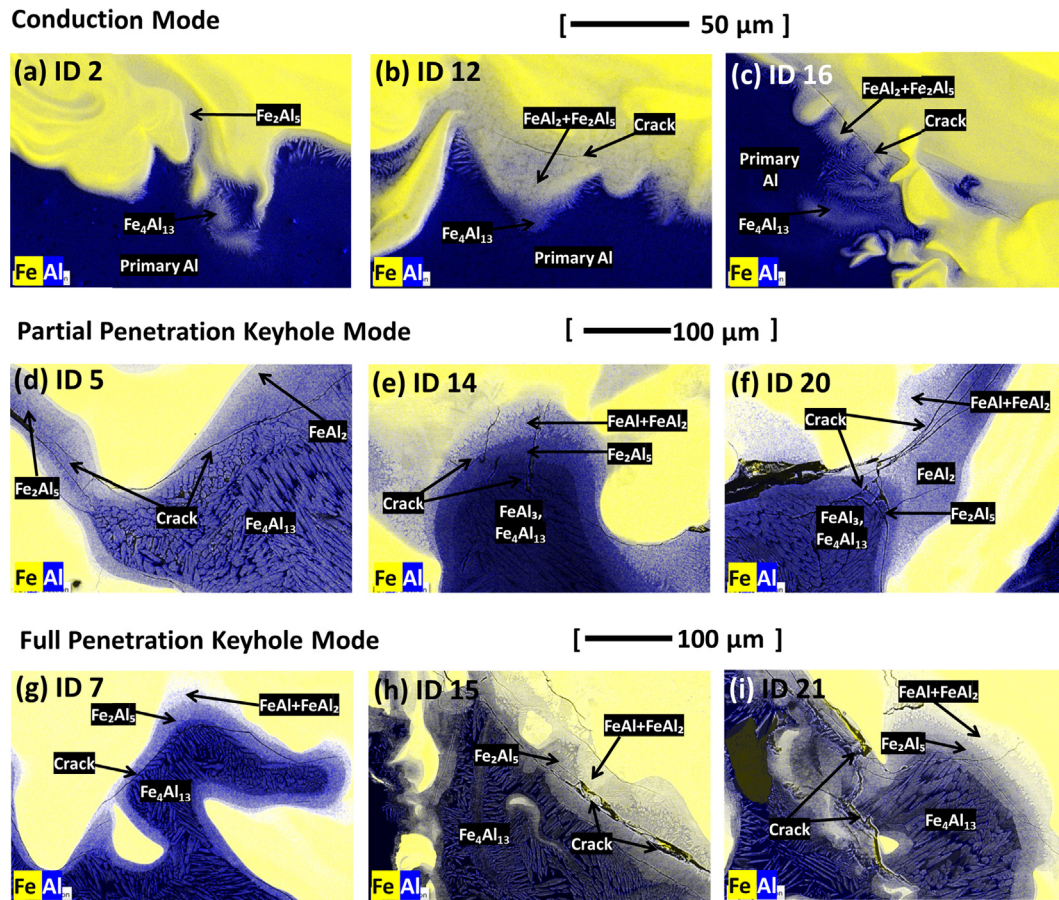 Conduction Mode
[ 50 μm ]
(a) ID 2
Fe₂Al₅
Fe₄Al₁₃
Primary Al
Fe Al
(b) ID 12
FeAl₂+Fe₂Al₅
Crack
Fe₄Al₁₃
Primary Al
Fe Al
(c) ID 16
FeAl₂+Fe₂Al₅
Crack
Primary
Al
Fe₄Al₁₃
Fe Al
Partial Penetration Keyhole Mode
[ 100 μm ]
(d) ID 5
FeAl₂
Fe₂Al₅
Crack
Fe₄Al₁₃
Fe Al
(e) ID 14
FeAl+FeAl₂
Fe₂Al₅
Crack
FeAl₃,
Fe₄Al₁₃
Fe Al
(f) ID 20
FeAl+FeAl₂
Crack
FeAl₂
Fe₂Al₅
FeAl₃,
Fe₄Al₁₃
Fe Al
Full Penetration Keyhole Mode
[ 100 μm ]
(g) ID 7
FeAl+FeAl₂
Fe₂Al₅
Crack
Fe₄Al₁₃
Fe Al
(h) ID 15
FeAl+FeAl₂
Fe₂Al₅
Fe₄Al₁₃
Crack
Fe Al
(i) ID 21
FeAl+FeAl₂
Fe₂Al₅
Crack
Fe₄Al₁₃
Fe Al